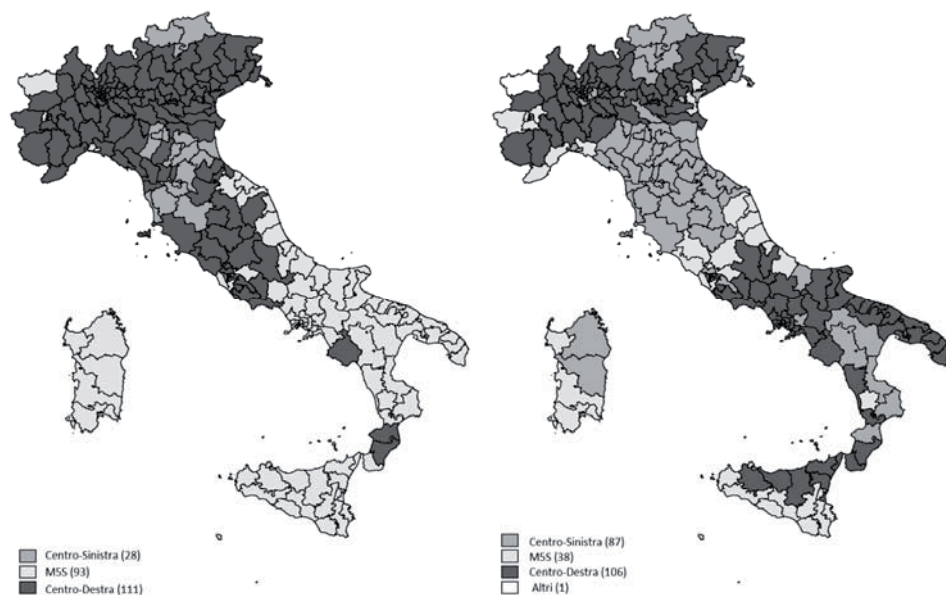 Centro-Sinistra (28)
M5S (93)
Centro-Destra (111)
Centro-Sinistra (87)
M5S (38)
Centro-Destra (106)
Altri (1)